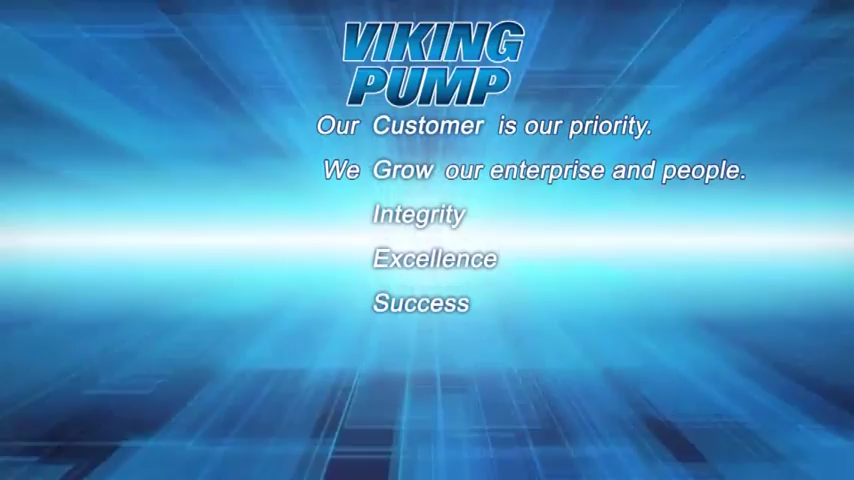 VIKING
PUMP
Our Customer is our priority.
We Grow our enterprise and people.
Integrity
Excellence
Success